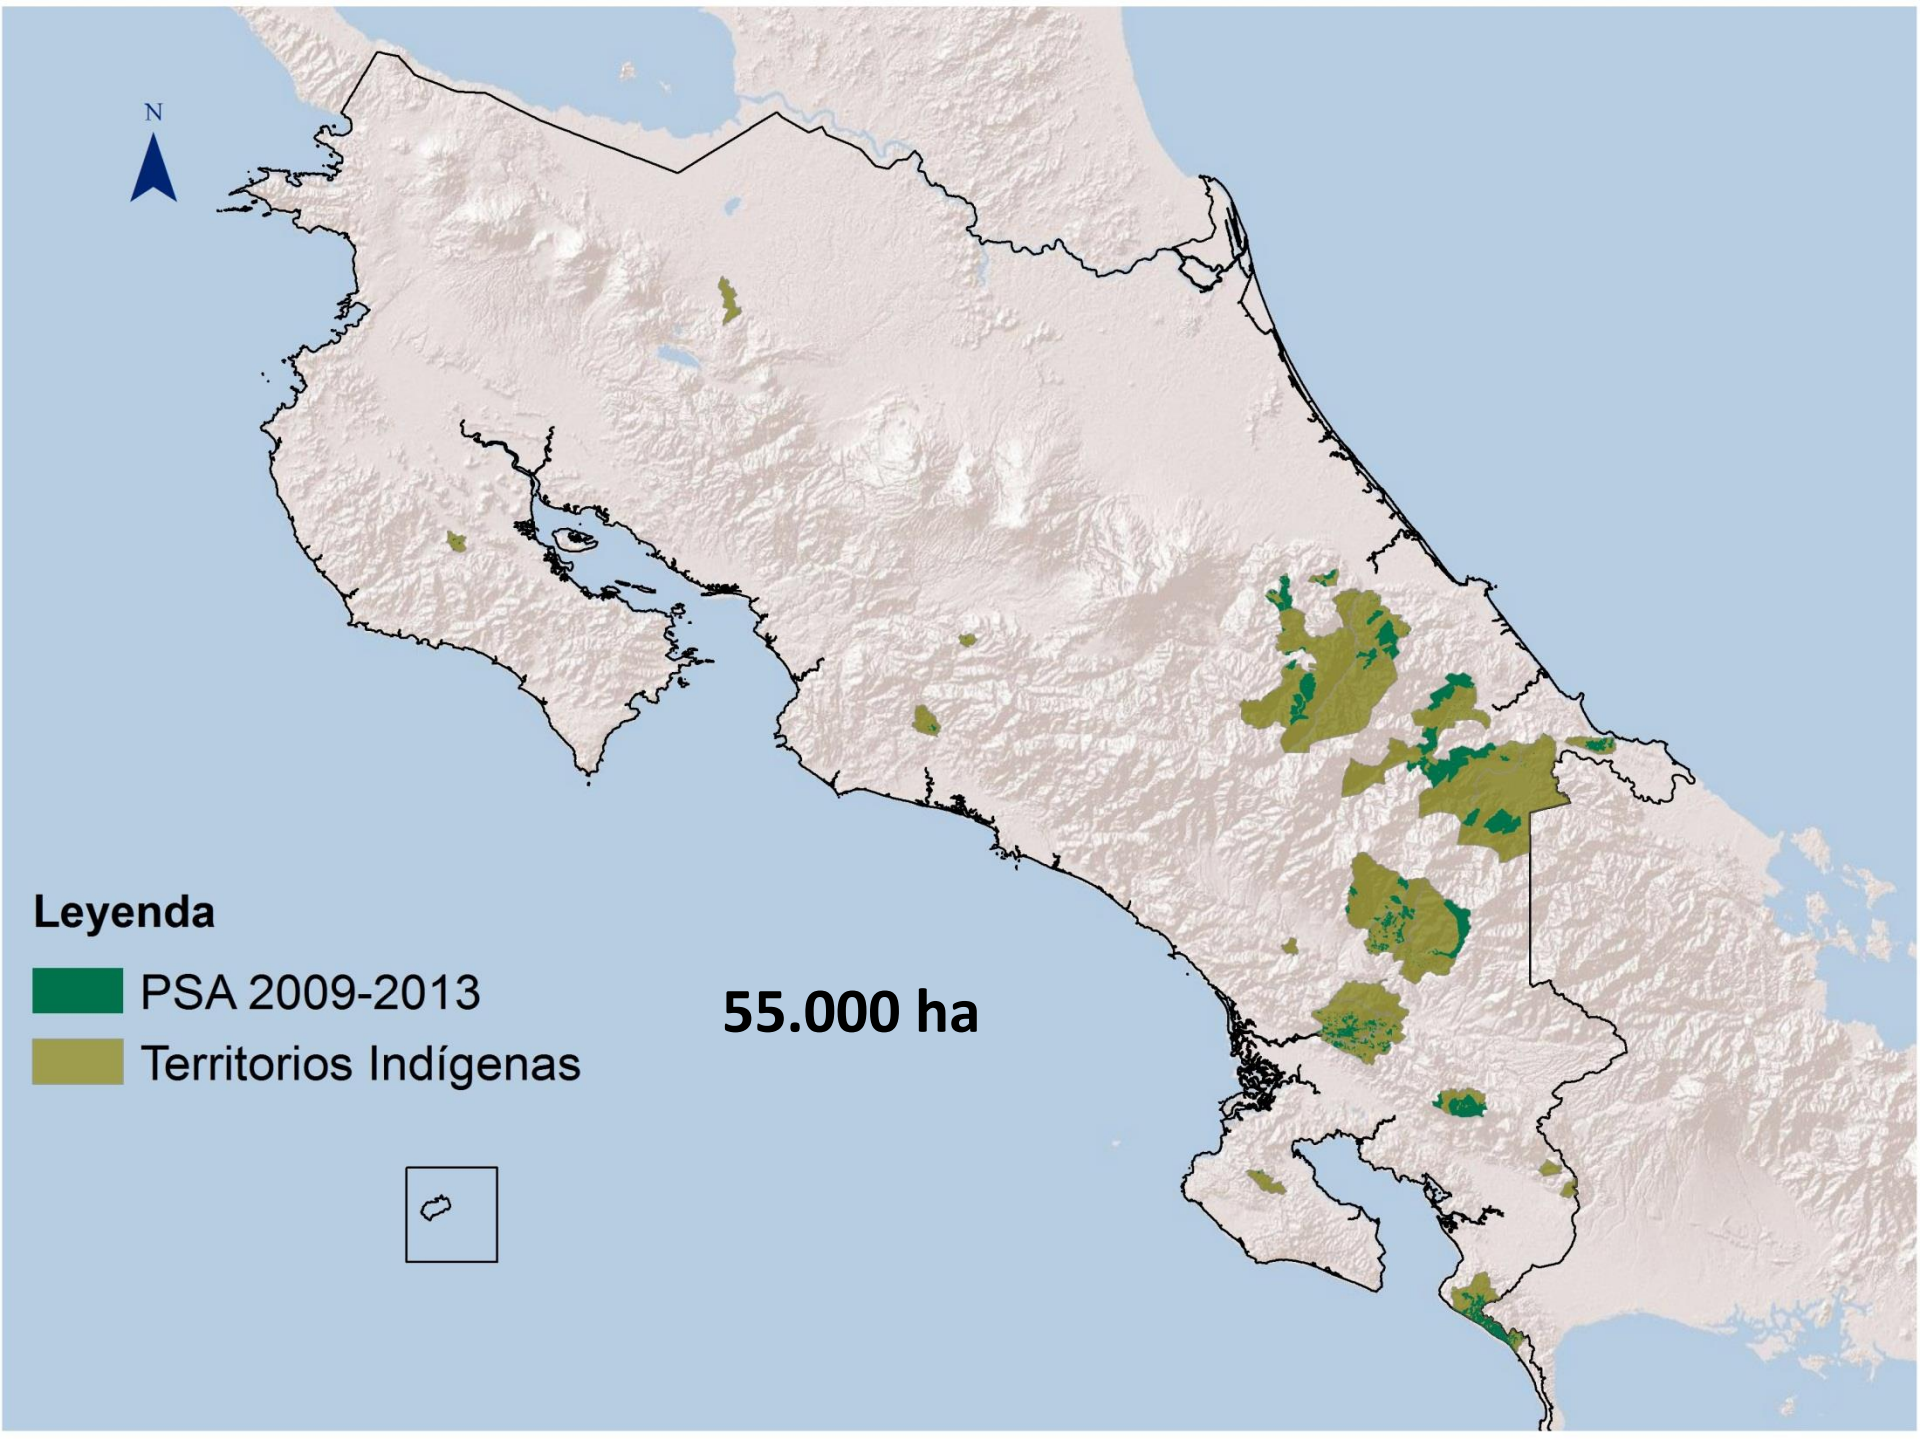 N
Leyenda
PSA 2009-2013
55.000 ha
Territorios Indígenas